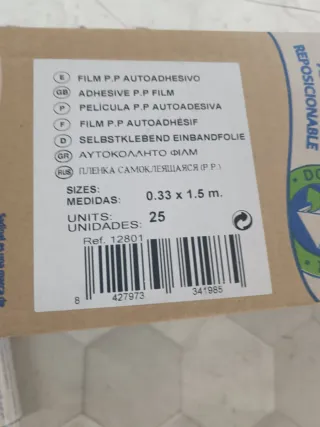 E FILM P.P AUTOADHESIVO
GB ADHESIVE P.P FILM
P PELÍCULA P.P AUTOADESIVA
F FILM P.P AUTOADHÉSIF
D SELBSTKLEBEND EINBANDFOLIE
GR ΑΥΤΟΚΟΛΛΗΤΟ ΦΙΛΜ
RUS ПЛЕНКА САМОКЛЕЯЩАЯСЯ (P.P.)
SIZES:
MEDIDAS: 0.33 x 1.5 m.
UNITS:
UNIDADES: 25
Ref. 12801
8 427973 341985
REPOSICIONABLE
DO